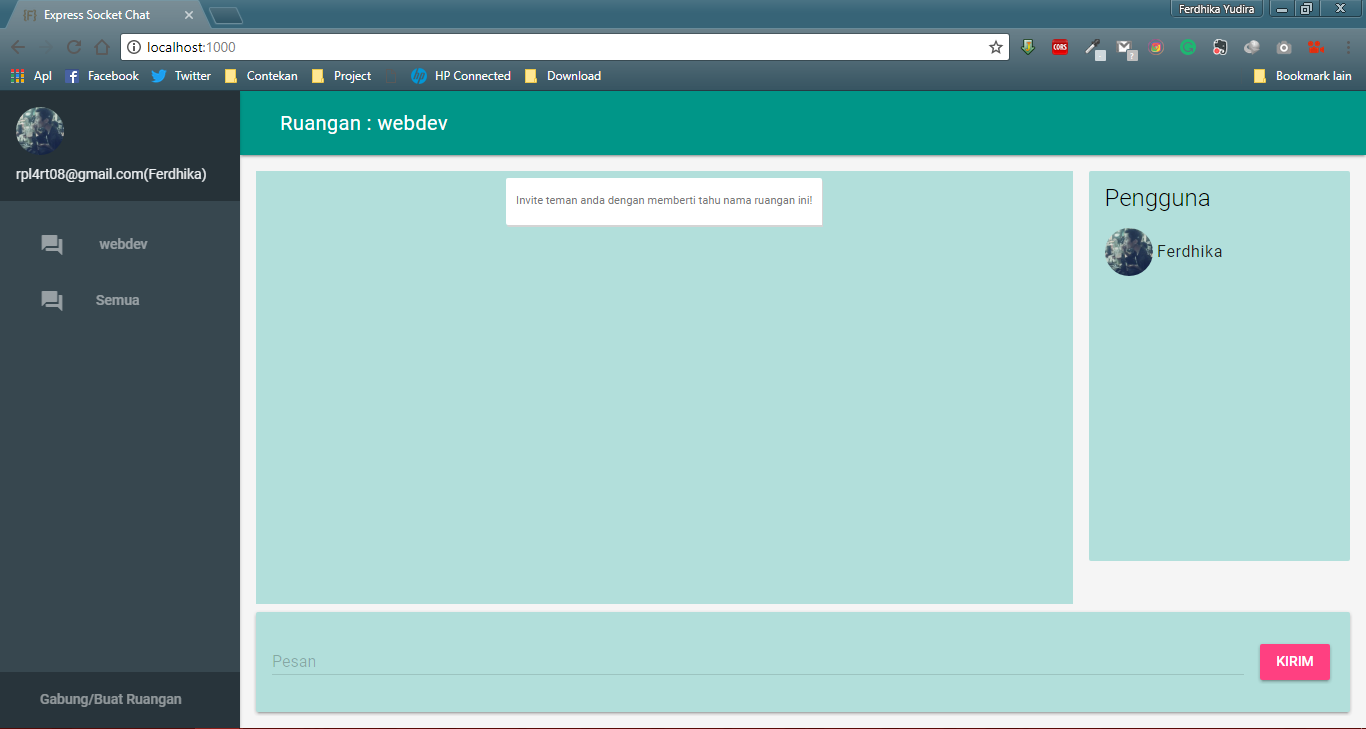 {F} Express Socket Chat
Ferdhika Yudira
localhost:1000
CORS
7
Apl
Facebook
Twitter
Contekan
Project
HP Connected
Download
Bookmark lain
rpl4rt08@gmail.com(Ferdhika)
webdev
Semua
Gabung/Buat Ruangan
Ruangan : webdev
Invite teman anda dengan memberti tahu nama ruangan ini!
Pengguna
Ferdhika
Pesan
KIRIM